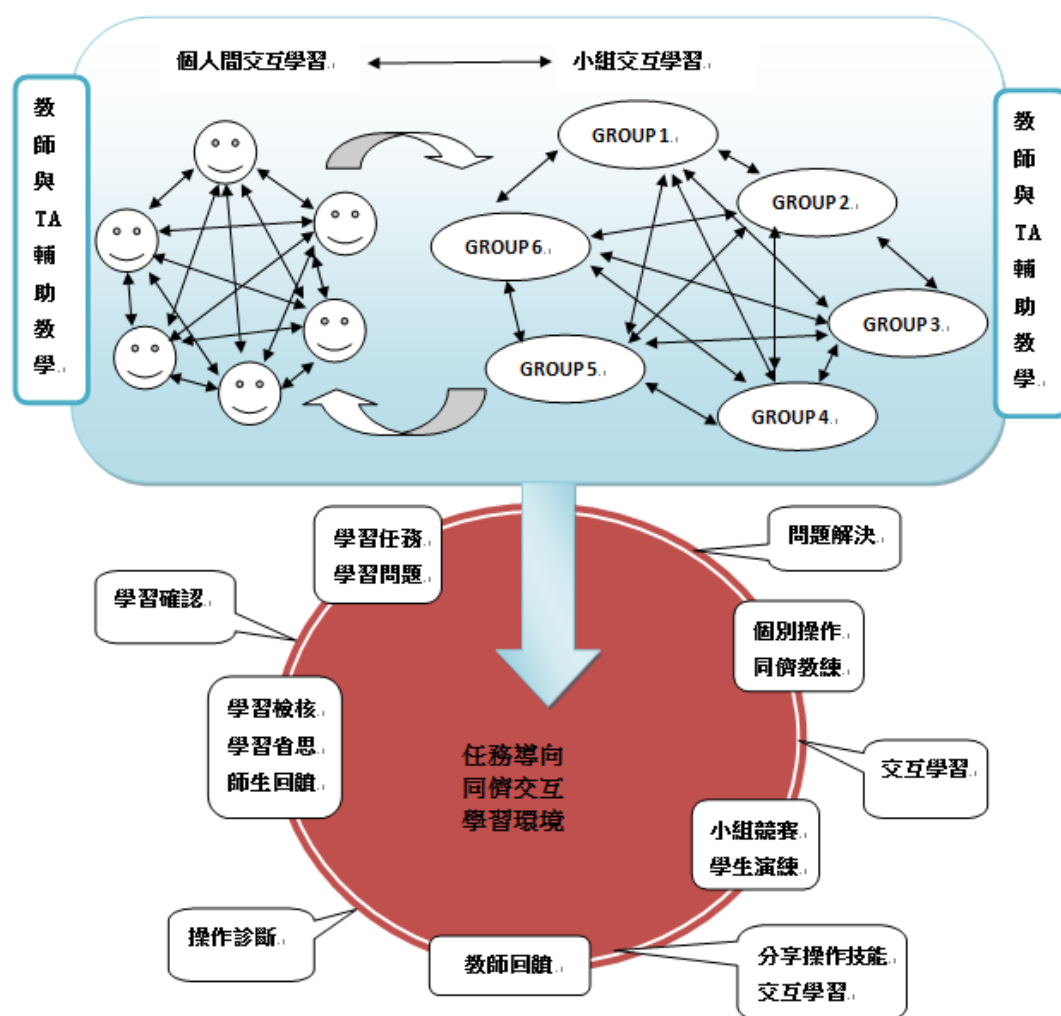 個人間交互學習
小組交互學習
教
師
與
TA
輔
助
教
學
GROUP 1
GROUP 2
GROUP 6
GROUP 3
GROUP 5
GROUP 4
教
師
與
TA
輔
助
教
學
學習任務
學習問題
問題解決
學習確認
個別操作
同儕教練
學習檢核
學習省思
師生回饋
任務導向
同儕交互
學習環境
交互學習
小組競賽
學生演練
操作診斷
教師回饋
分享操作技能
交互學習